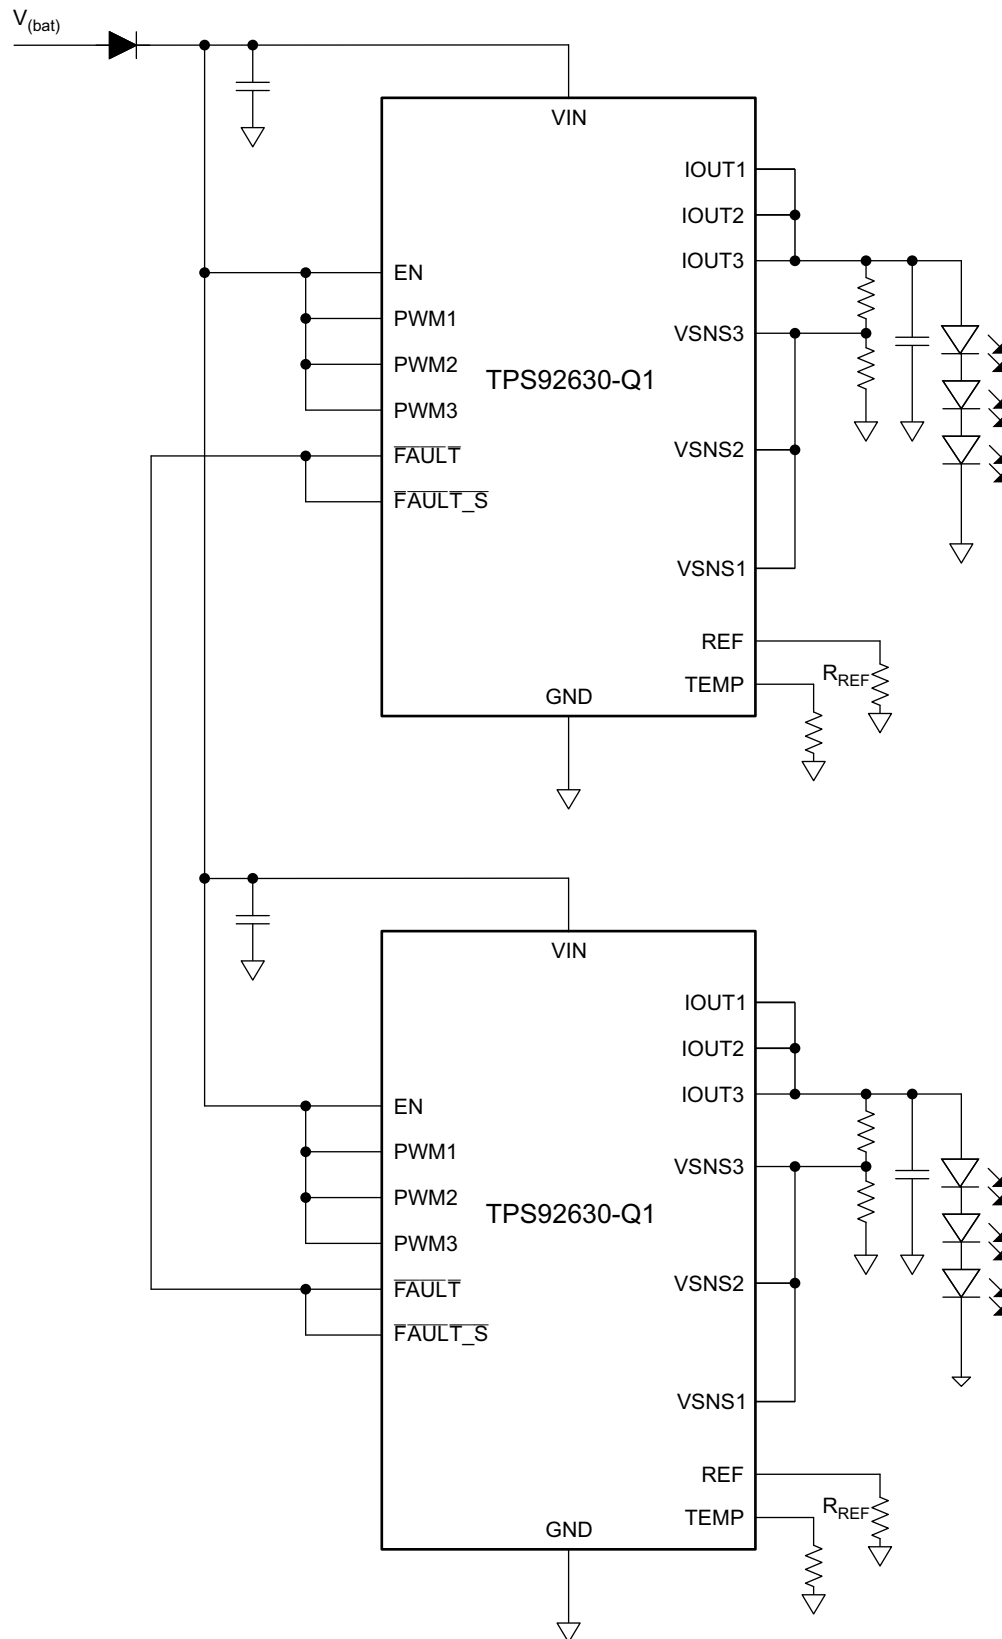 V(bat)
VIN
IOUT1
IOUT2
IOUT3
EN
PWM1
VSNS3
PWM2
TPS92630-Q1
PWM3
FAULT
VSNS2
FAULT_S
VSNS1
REF
RREF
TEMP
GND
VIN
IOUT1
IOUT2
IOUT3
EN
PWM1
VSNS3
PWM2
TPS92630-Q1
PWM3
FAULT
VSNS2
FAULT_S
VSNS1
REF
RREF
TEMP
GND